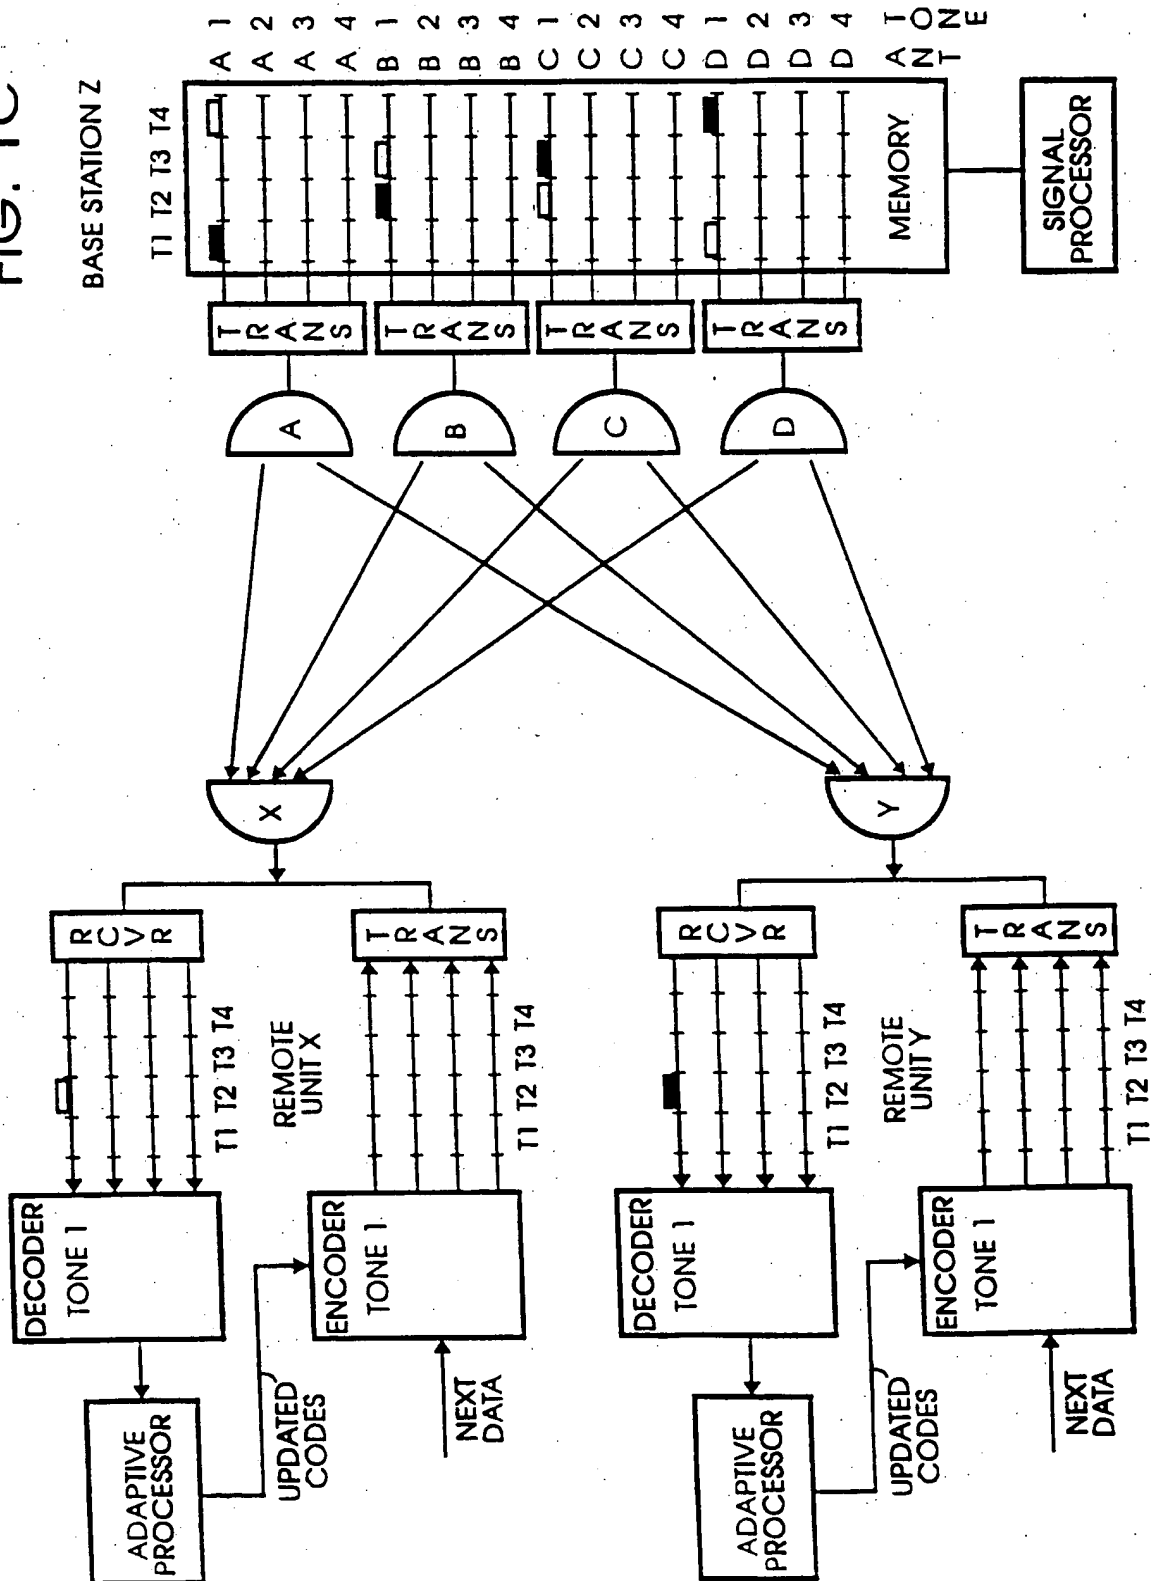 FIG. 1C
BASE STATION Z
T1 T2 T3 T4
A 1
A 2
A 3
A 4
B 1
B 2
B 3
B 4
C 1
C 2
C 3
C 4
D 1
D 2
D 3
D 4
ANT
TONE
MEMORY
SIGNAL
PROCESSOR
TRANS
TRANS
TRANS
TRANS
A
B
C
D
X
Y
RCVR
TRANS
T1 T2 T3 T4
REMOTE
UNIT X
T1 T2 T3 T4
DECODER
TONE 1
ENCODER
TONE 1
ADAPTIVE
PROCESSOR
UPDATED
CODES
NEXT
DATA
RCVR
TRANS
T1 T2 T3 T4
REMOTE
UNIT Y
T1 T2 T3 T4
DECODER
TONE 1
ENCODER
TONE 1
ADAPTIVE
PROCESSOR
UPDATED
CODES
NEXT
DATA